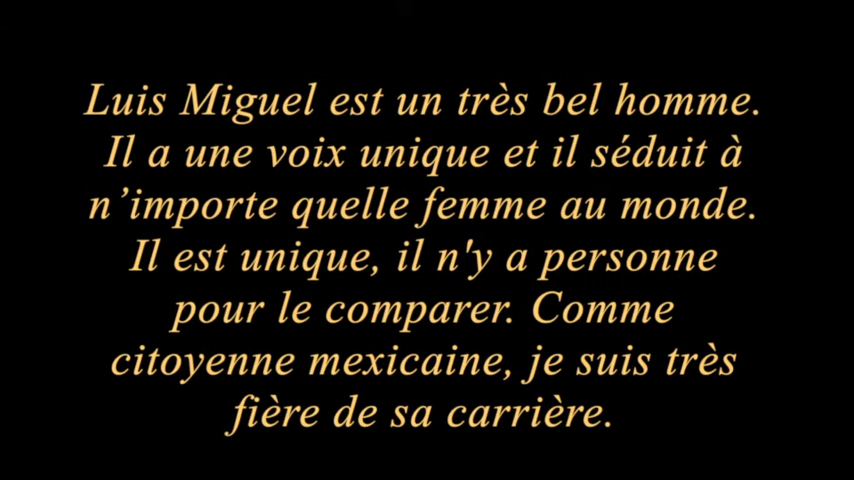 Luis Miguel est un très bel homme.
Il a une voix unique et il séduit à
n’importe quelle femme au monde.
Il est unique, il n'y a personne
pour le comparer. Comme
citoyenne mexicaine, je suis très
fière de sa carrière.